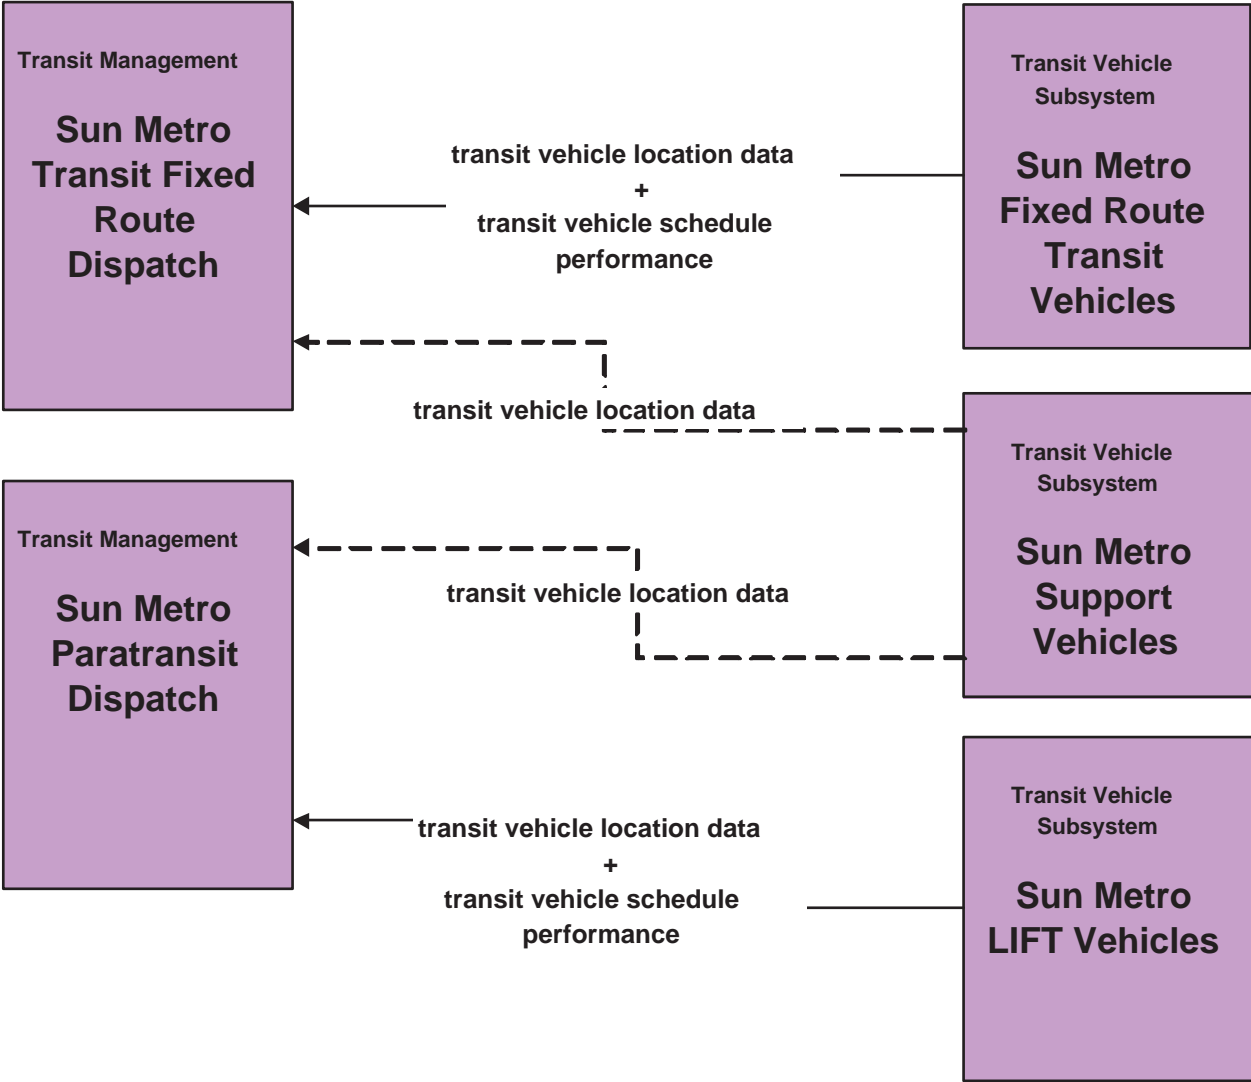 Transit Management
Sun Metro
Transit Fixed
Route
Dispatch
transit vehicle location data
+
transit vehicle schedule
performance
Transit Vehicle
Subsystem
Sun Metro
Fixed Route
Transit
Vehicles
transit vehicle location data
Transit Vehicle
Subsystem
Sun Metro
Support
Vehicles
Transit Management
Sun Metro
Paratransit
Dispatch
transit vehicle location data
transit vehicle location data
+
transit vehicle schedule
performance
Transit Vehicle
Subsystem
Sun Metro
LIFT Vehicles